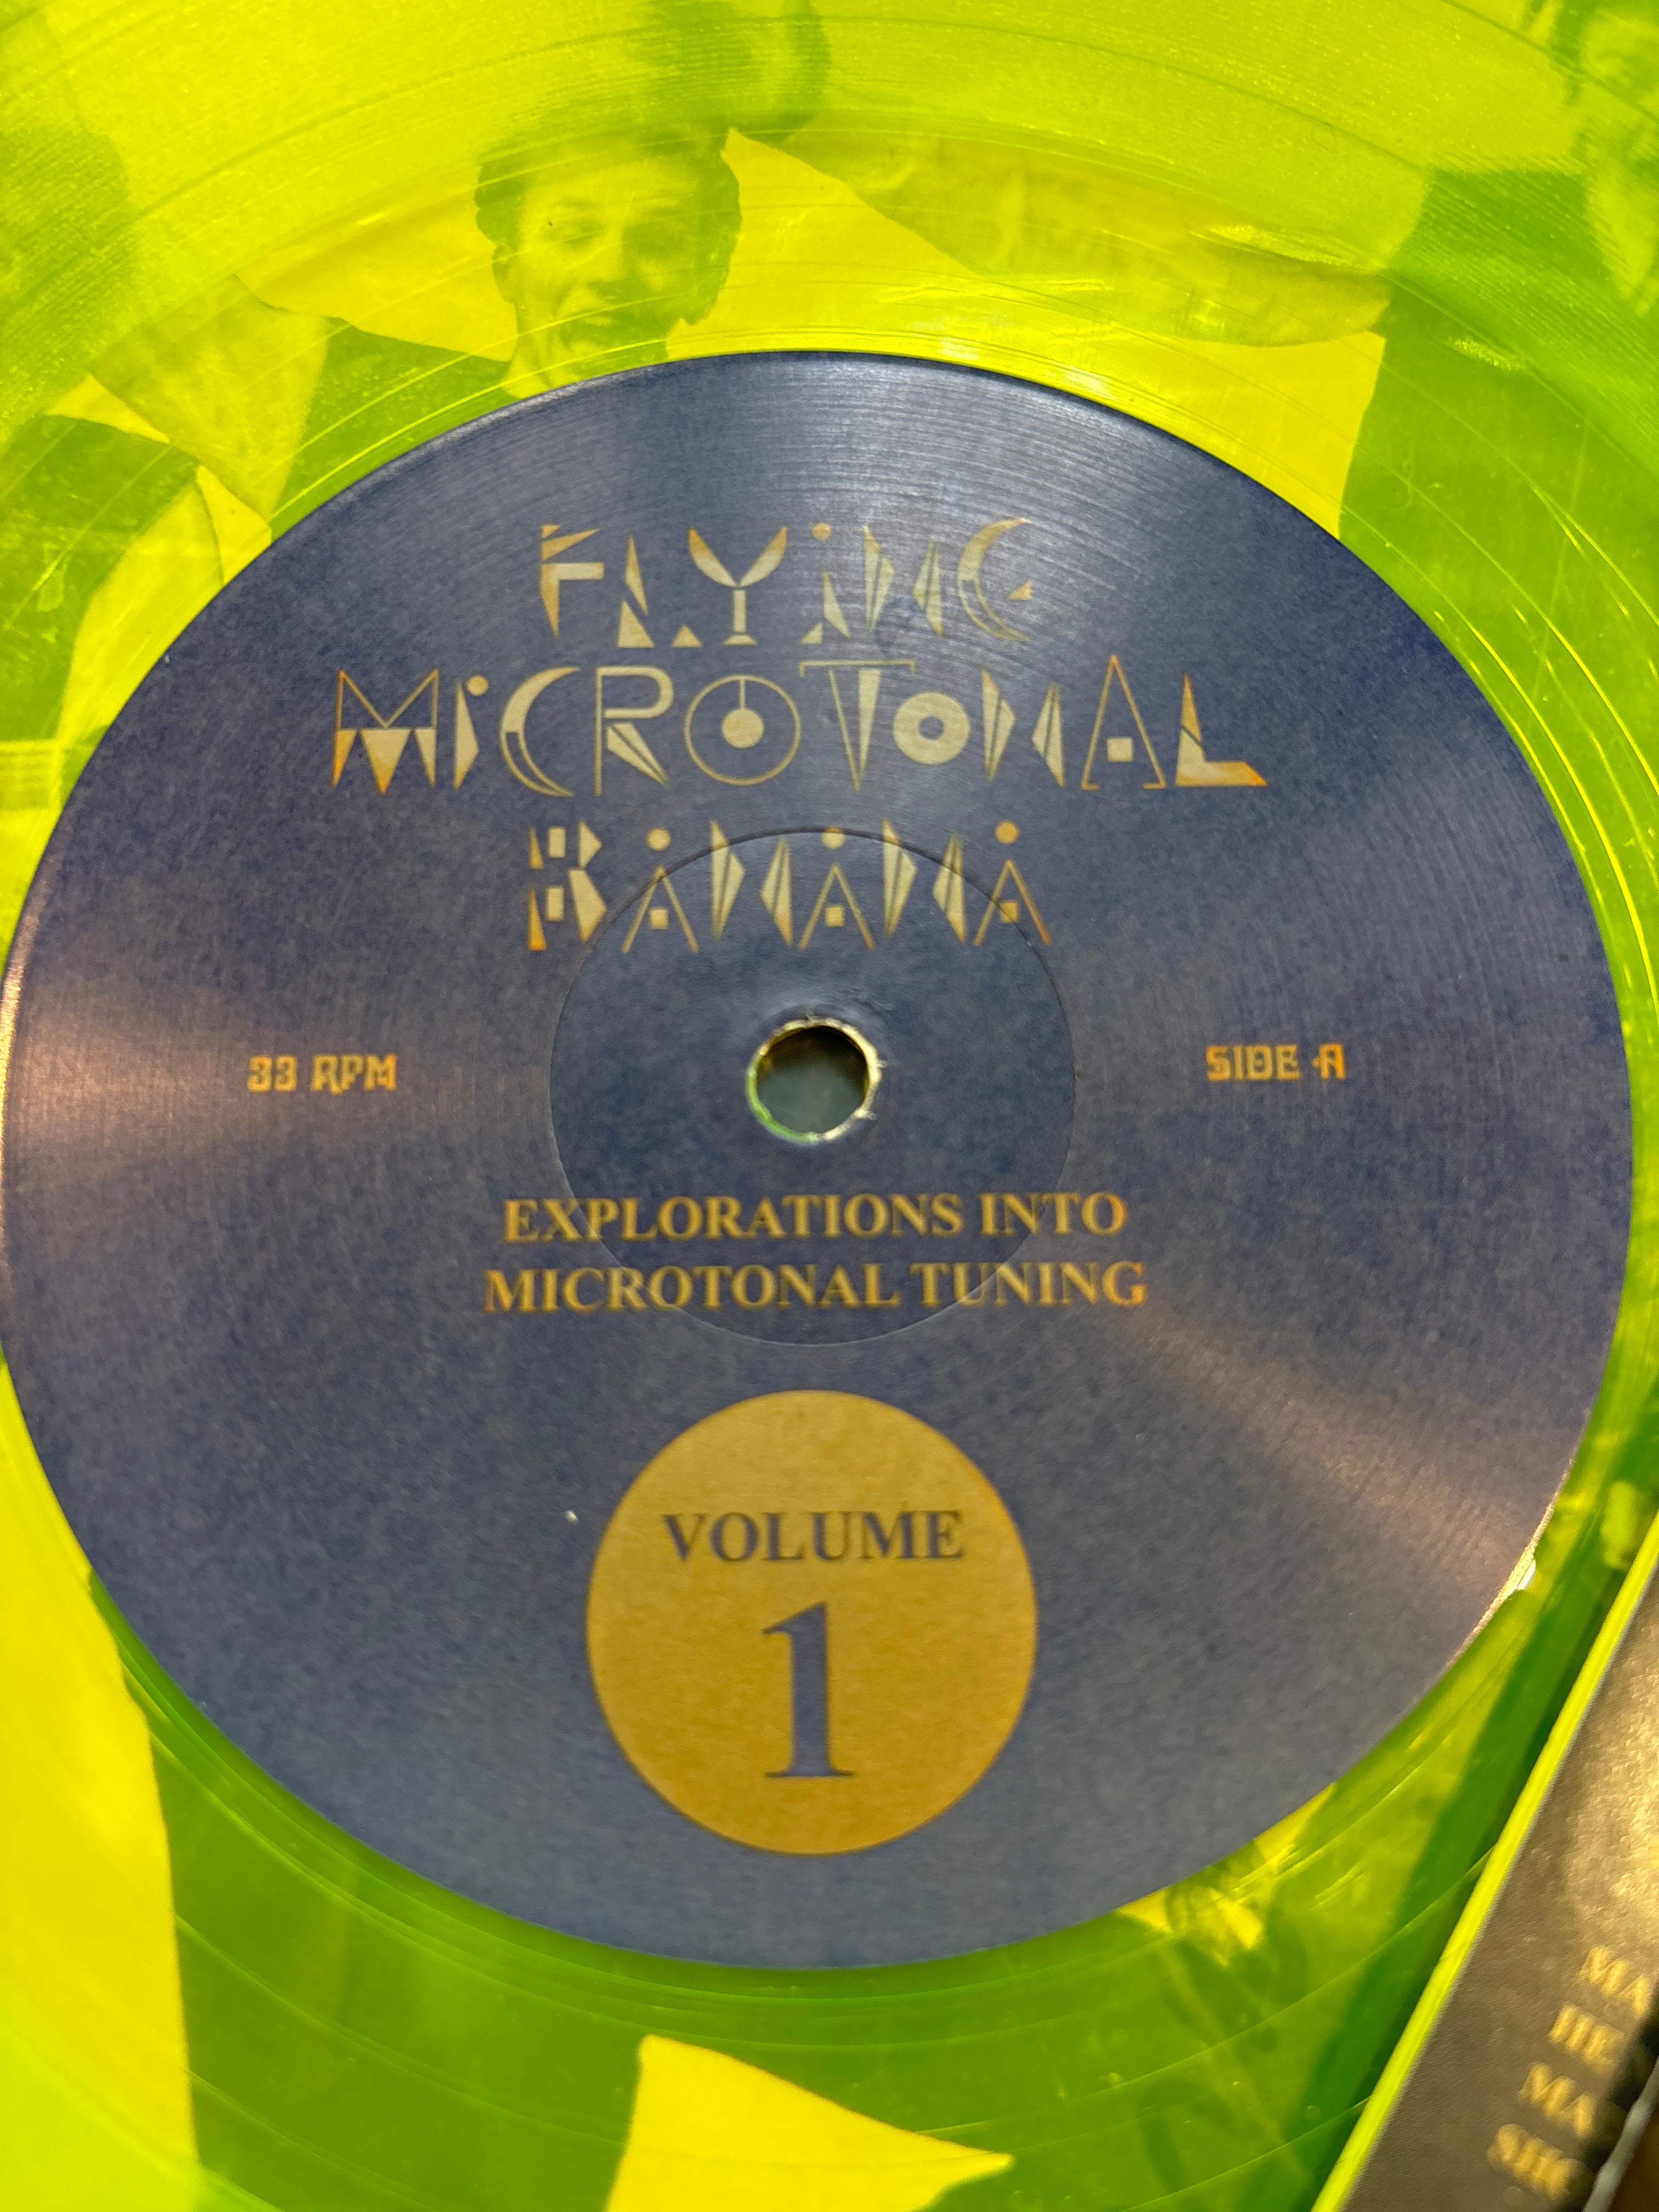 FLYiNG
MiCROTONAL
BANANA
33 RPM
SIDE A
EXPLORATIONS INTO
MICROTONAL TUNING
VOLUME
1